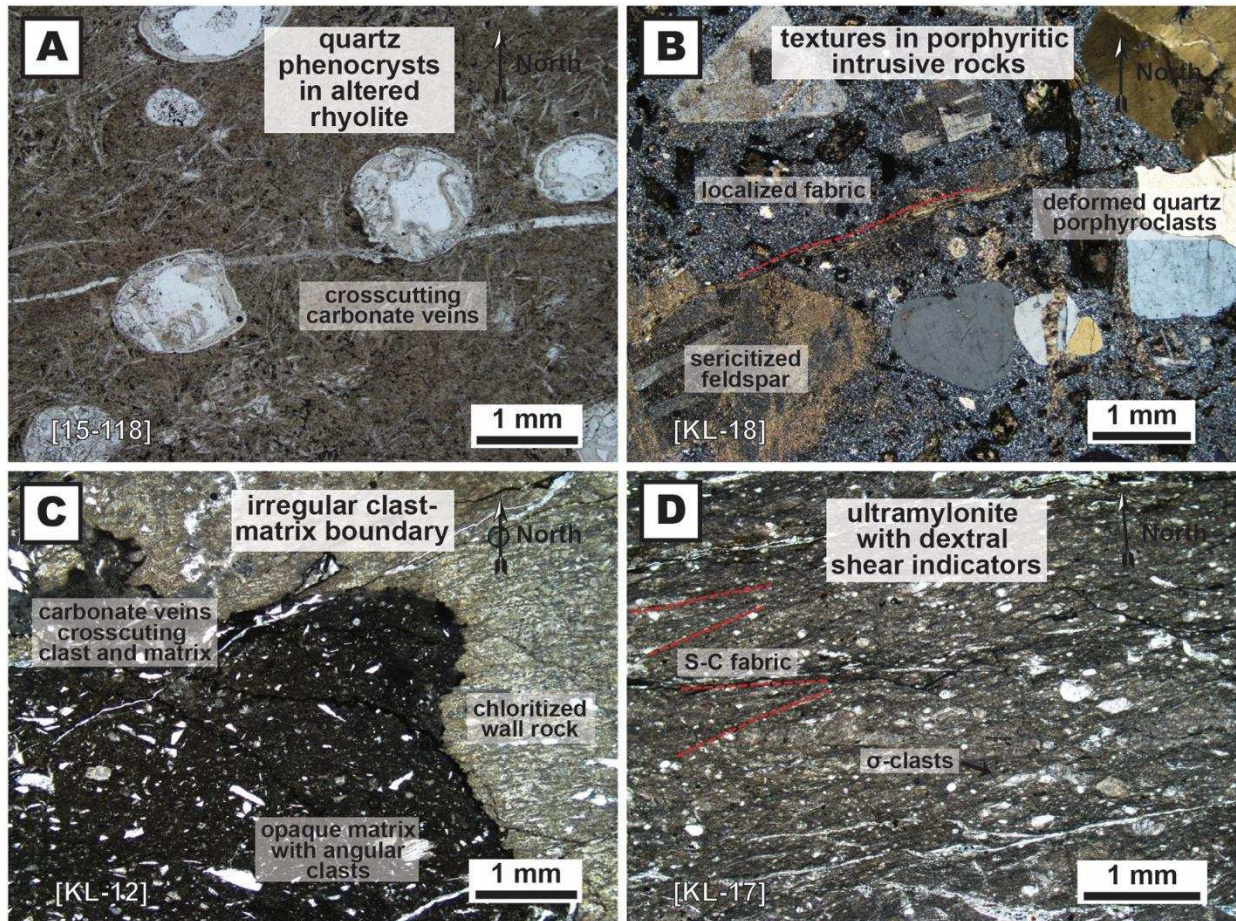 A
quartz
phenocrysts
in altered
rhyolite
North
crosscutting
carbonate veins
[15-118]
1 mm
B
textures in porphyritic
intrusive rocks
North
localized fabric
deformed quartz
porphyroclasts
sericitized
feldspar
[KL-18]
1 mm
C
irregular clast-
matrix boundary
North
carbonate veins
crosscuting
clast and matrix
chloritized
wall rock
opaque matrix
with angular
clasts
[KL-12]
1 mm
D
ultramylonite
with dextral
shear indicators
North
S-C fabric
σ-clasts
[KL-17]
1 mm